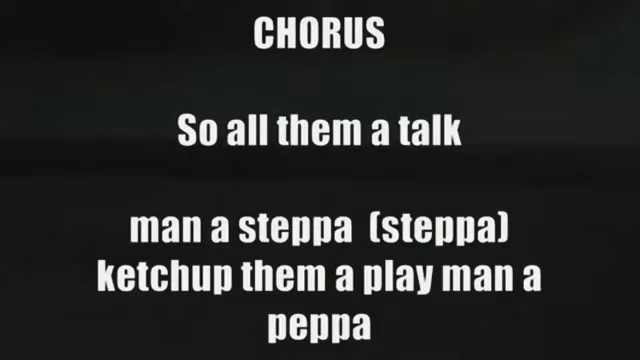 CHORUS
So all them a talk
man a steppa (steppa)
ketchup them a play man a
peppa